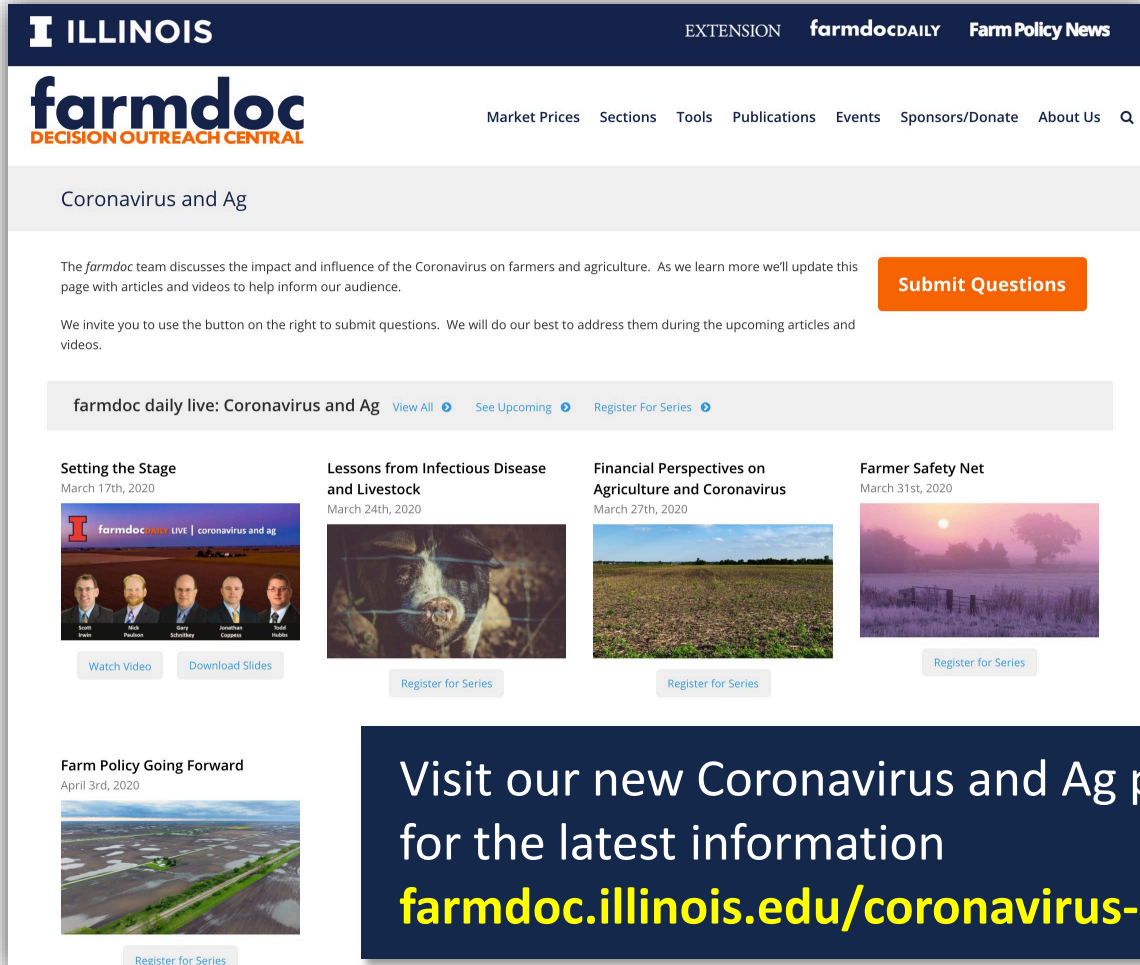 I ILLINOIS
EXTENSION farmdocDAILY Farm Policy News
farmdoc
DECISION OUTREACH CENTRAL
Market Prices Sections Tools Publications Events Sponsors/Donate About Us
Coronavirus and Ag
The farmdoc team discusses the impact and influence of the Coronavirus on farmers and agriculture. As we learn more we'll update this
page with articles and videos to help inform our audience.
We invite you to use the button on the right to submit questions. We will do our best to address them during the upcoming articles and
videos.
Submit Questions
farmdoc daily live: Coronavirus and Ag View All See Upcoming Register For Series
Setting the Stage
March 17th, 2020
I farmdocDAILY LIVE | coronavirus and ag
Scott Irwin
Nick Paulson
Gary Schnitkey
Jonathan Coppess
Todd Hubbs
Watch Video Download Slides
Lessons from Infectious Disease
and Livestock
March 24th, 2020
Register for Series
Financial Perspectives on
Agriculture and Coronavirus
March 27th, 2020
Register for Series
Farmer Safety Net
March 31st, 2020
Register for Series
Farm Policy Going Forward
April 3rd, 2020
Register for Series
Visit our new Coronavirus and Ag
for the latest information
farmdoc.illinois.edu/coronavirus-